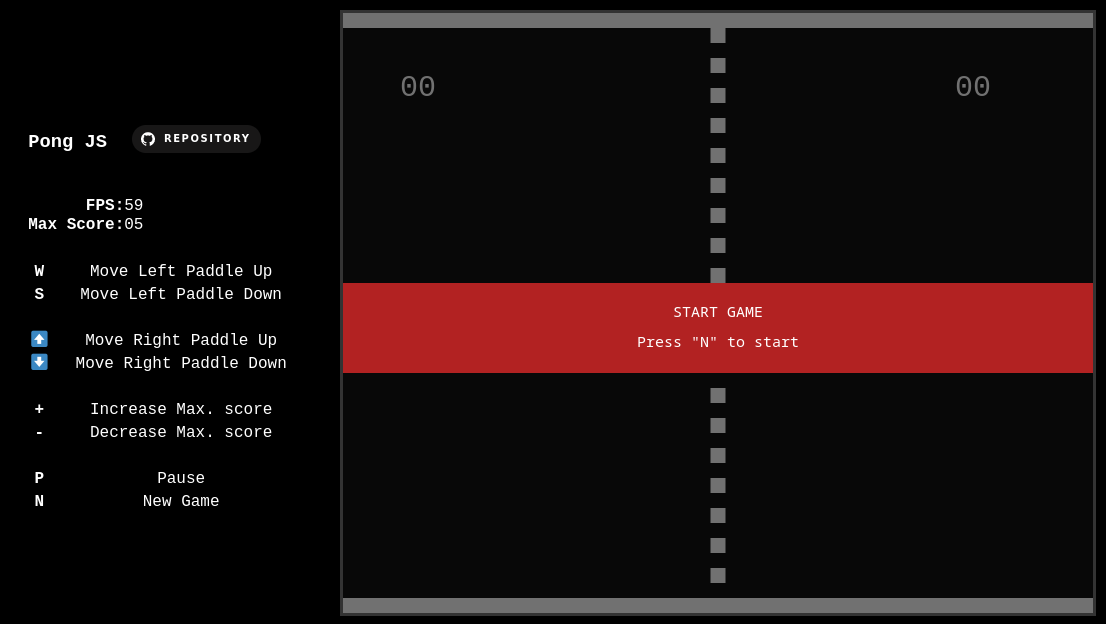 Pong JS
REPOSITORY
FPS:59
Max Score:05
W Move Left Paddle Up
S Move Left Paddle Down
⬆ Move Right Paddle Up
⬇ Move Right Paddle Down
+ Increase Max. score
- Decrease Max. score
P Pause
N New Game
00 00
START GAME
Press "N" to start